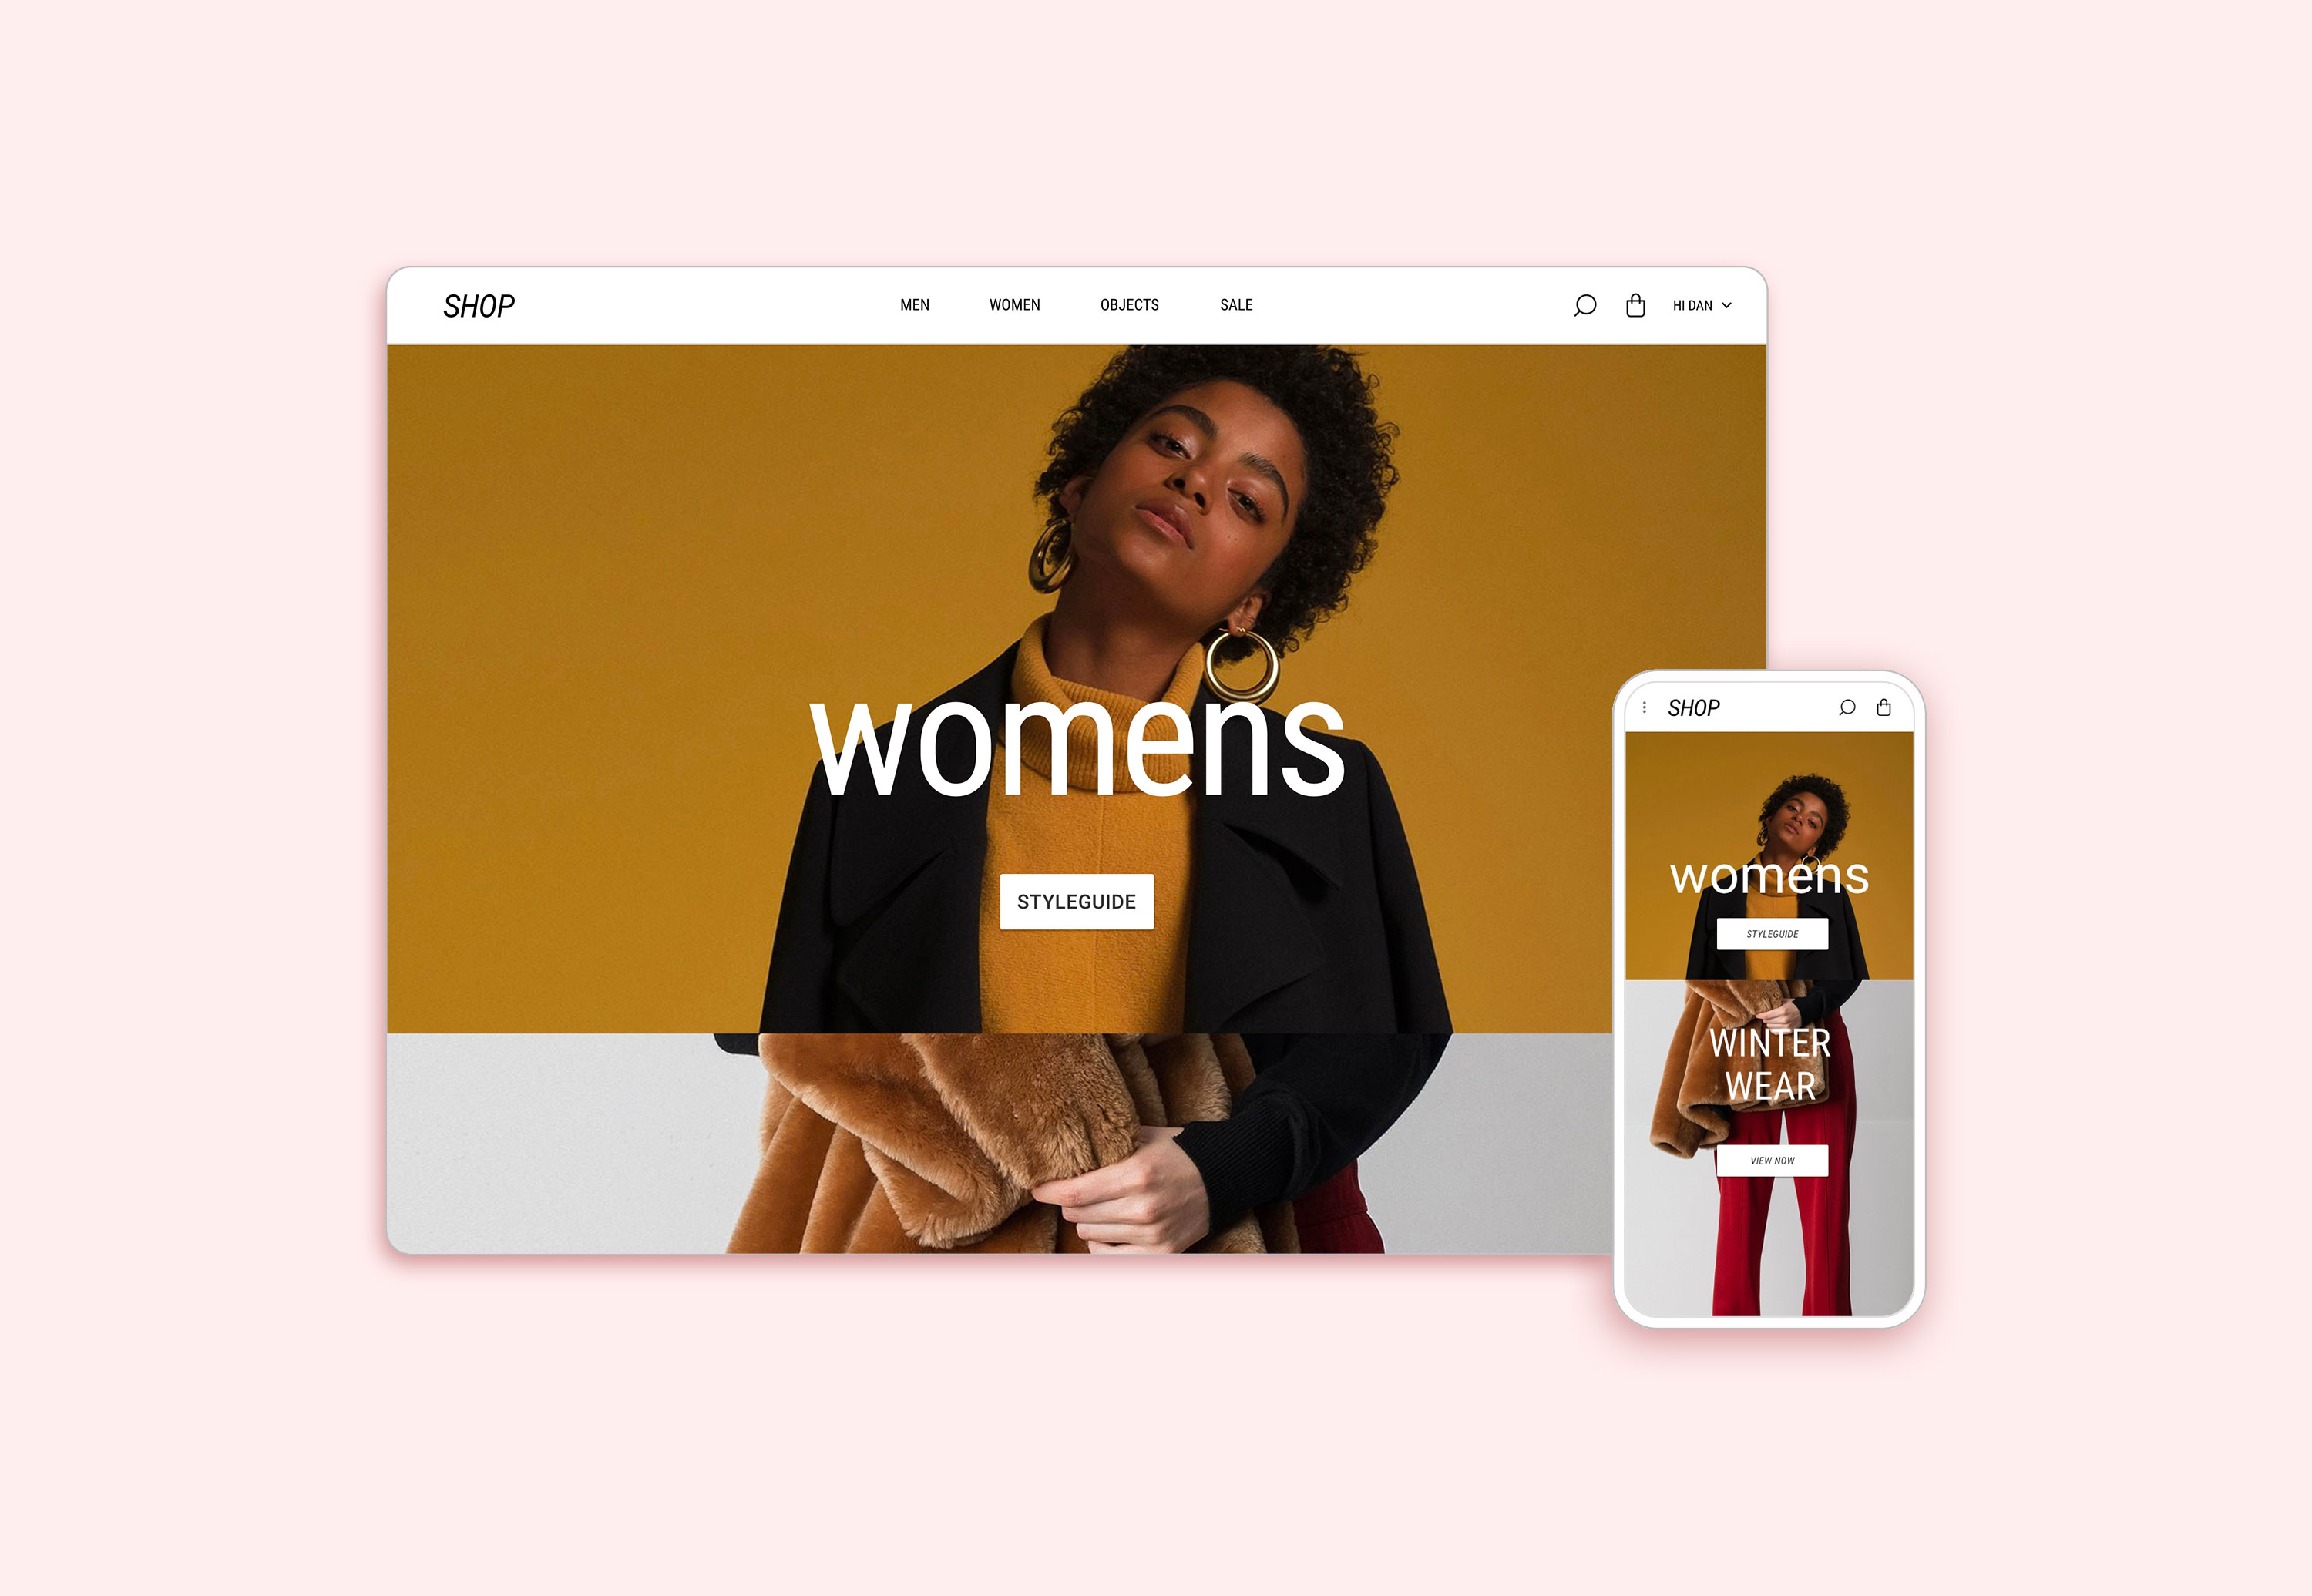 SHOP
MEN WOMEN OBJECTS SALE
HI DAN
womens
STYLEGUIDE
SHOP
womens
STYLEGUIDE
WINTER
WEAR
VIEW NOW